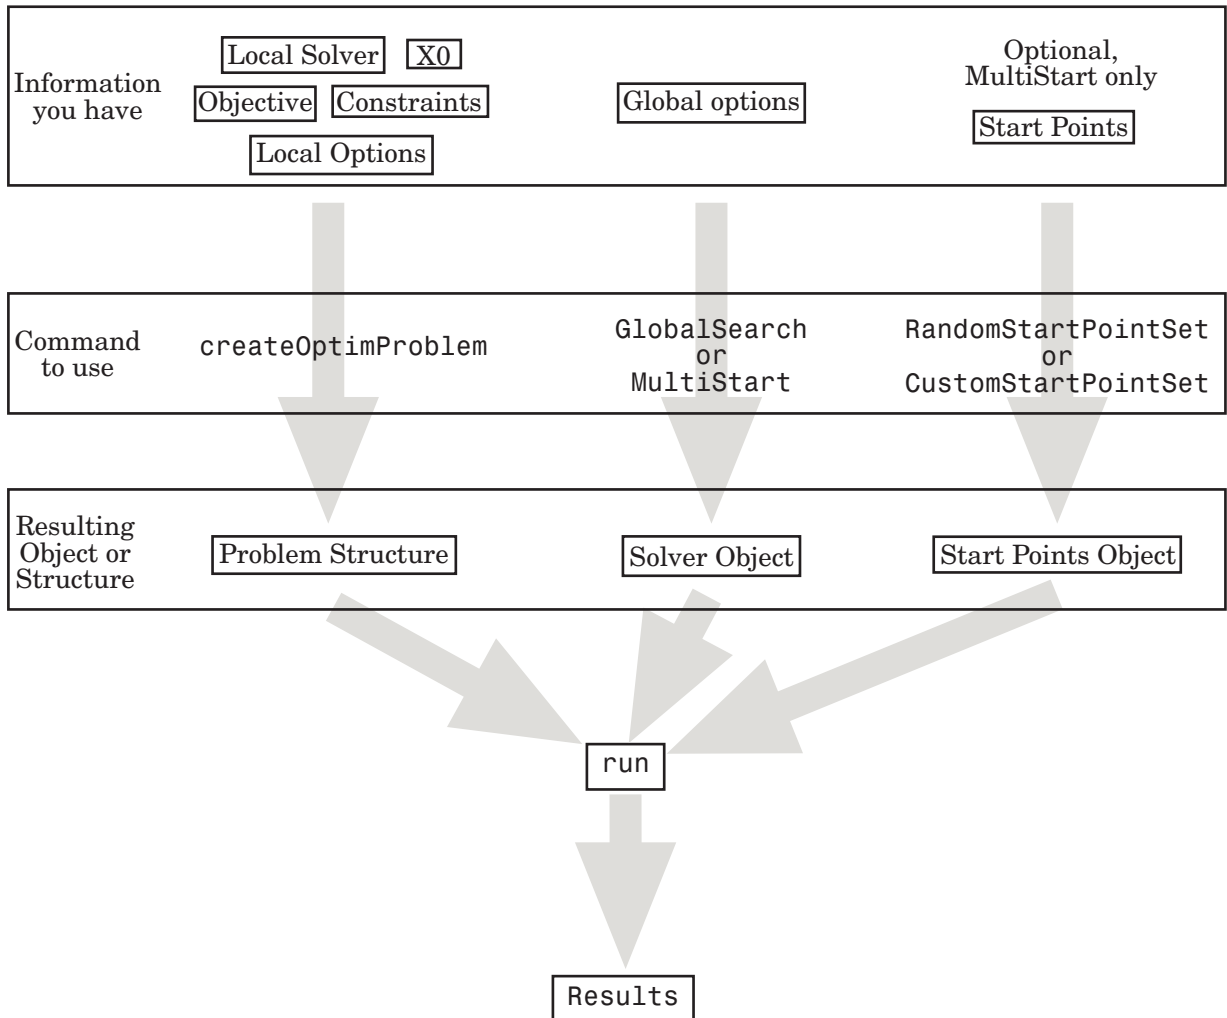 Information
you have
Local Solver
X0
Objective
Constraints
Local Options
Global options
Optional,
MultiStart only
Start Points
Command
to use
createOptimProblem
GlobalSearch
or
MultiStart
RandomStartPointSet
or
CustomStartPointSet
Resulting
Object or
Structure
Problem Structure
Solver Object
Start Points Object
run
Results